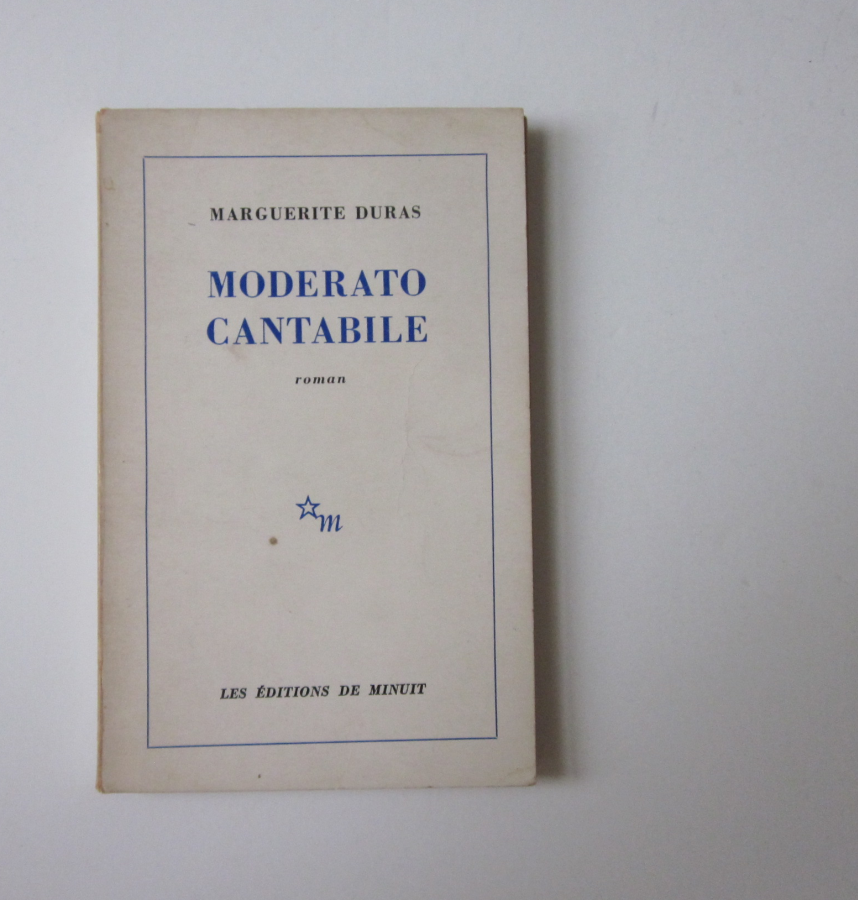 MARGUERITE DURAS
MODERATO
CANTABILE
roman
m
LES ÉDITIONS DE MINUIT